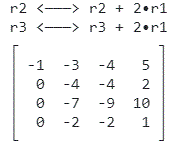 r2 <———> r2 + 2•r1
r3 <———> r3 + 2•r1
-1 -3 -4 5
0 -4 -4 2
0 -7 -9 10
0 -2 -2 1